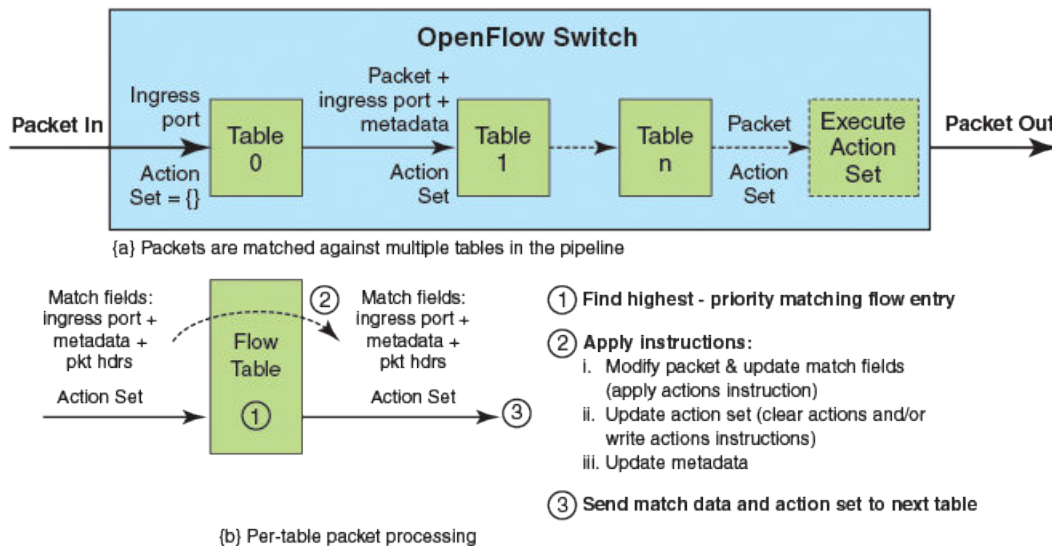 OpenFlow Switch
Packet In
Ingress
port
Action
Set = {}
Table
0
Packet +
ingress port +
metadata
Action
Set
Table
1
Table
n
Packet
Action
Set
Execute
Action
Set
Packet Out
{a} Packets are matched against multiple tables in the pipeline
Match fields:
ingress port +
metadata +
pkt hdrs
Action Set
Flow
Table
1
2
Match fields:
ingress port +
metadata +
pkt hdrs
Action Set
3
1 Find highest - priority matching flow entry
2 Apply instructions:
i. Modify packet & update match fields
(apply actions instruction)
ii. Update action set (clear actions and/or
write actions instructions)
iii. Update metadata
3 Send match data and action set to next table
{b} Per-table packet processing